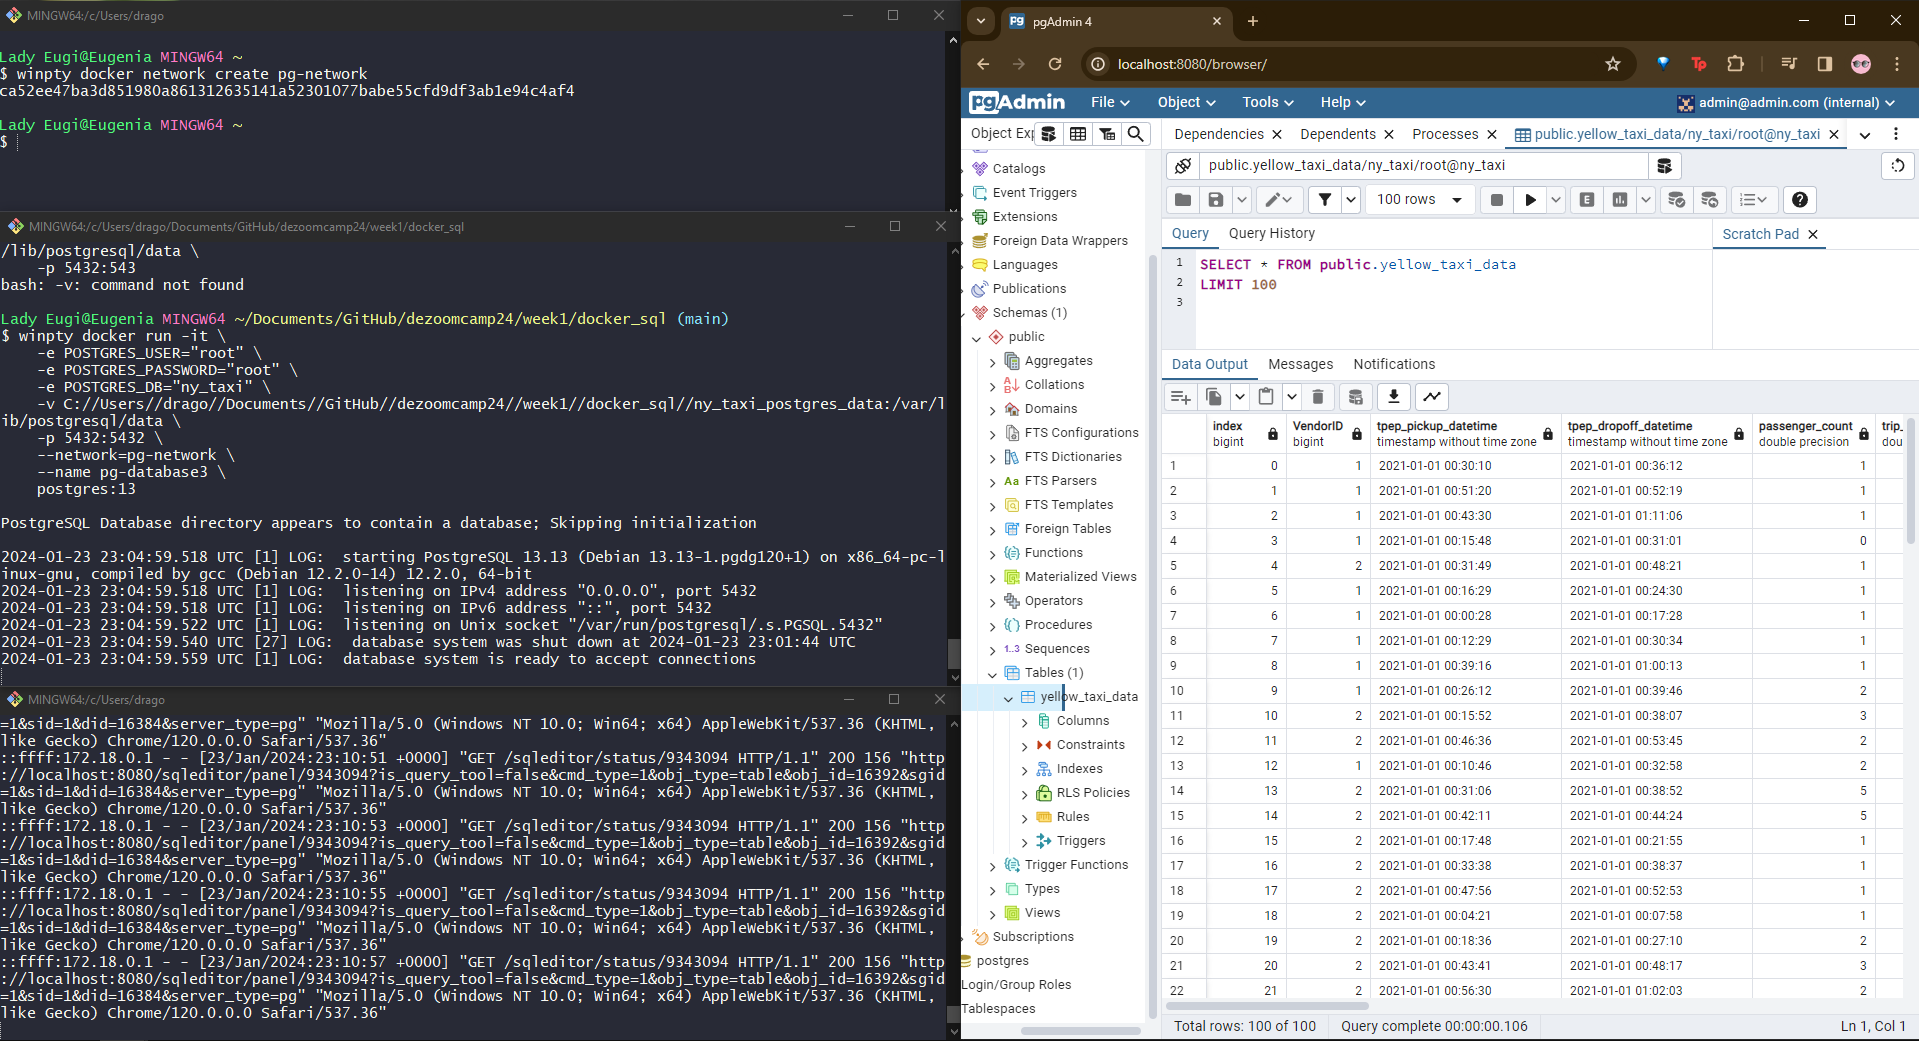 MINGW64:/c/Users/drago
Lady Eugi@Eugenia MINGW64 ~
$ winpty docker network create pg-network
ca52ee47ba3d851980a861312635141a52301077babe55cfd9df3ab1e94c4af4
Lady Eugi@Eugenia MINGW64 ~
$
MINGW64:/c/Users/drago/Documents/GitHub/dezoomcamp24/week1/docker_sql
/lib/postgresql/data \
-p 5432:543
bash: -v: command not found
Lady Eugi@Eugenia MINGW64 ~/Documents/GitHub/dezoomcamp24/week1/docker_sql (main)
$ winpty docker run -it \
-e POSTGRES_USER="root" \
-e POSTGRES_PASSWORD="root" \
-e POSTGRES_DB="ny_taxi" \
-v C://Users//drago//Documents//GitHub//dezoomcamp24//week1//docker_sql//ny_taxi_postgres_data:/var/l
ib/postgresql/data \
-p 5432:5432 \
--network=pg-network \
--name pg-database3 \
postgres:13
PostgreSQL Database directory appears to contain a database; Skipping initialization
2024-01-23 23:04:59.518 UTC [1] LOG:  starting PostgreSQL 13.13 (Debian 13.13-1.pgdg120+1) on x86_64-pc-l
inux-gnu, compiled by gcc (Debian 12.2.0-14) 12.2.0, 64-bit
2024-01-23 23:04:59.518 UTC [1] LOG:  listening on IPv4 address "0.0.0.0", port 5432
2024-01-23 23:04:59.518 UTC [1] LOG:  listening on IPv6 address "::", port 5432
2024-01-23 23:04:59.522 UTC [1] LOG:  listening on Unix socket "/var/run/postgresql/.s.PGSQL.5432"
2024-01-23 23:04:59.540 UTC [27] LOG:  database system was shut down at 2024-01-23 23:01:44 UTC
2024-01-23 23:04:59.559 UTC [1] LOG:  database system is ready to accept connections
MINGW64:/c/Users/drago
=1&sid=1&did=16384&server_type=pg" "Mozilla/5.0 (Windows NT 10.0; Win64; x64) AppleWebKit/537.36 (KHTML,
like Gecko) Chrome/120.0.0.0 Safari/537.36"
::ffff:172.18.0.1 - - [23/Jan/2024:23:10:51 +0000] "GET /sqleditor/status/9343094 HTTP/1.1" 200 156 "http
://localhost:8080/sqleditor/panel/9343094?is_query_tool=false&cmd_type=1&obj_type=table&obj_id=16392&sgid
=1&sid=1&did=16384&server_type=pg" "Mozilla/5.0 (Windows NT 10.0; Win64; x64) AppleWebKit/537.36 (KHTML,
like Gecko) Chrome/120.0.0.0 Safari/537.36"
::ffff:172.18.0.1 - - [23/Jan/2024:23:10:53 +0000] "GET /sqleditor/status/9343094 HTTP/1.1" 200 156 "http
://localhost:8080/sqleditor/panel/9343094?is_query_tool=false&cmd_type=1&obj_type=table&obj_id=16392&sgid
=1&sid=1&did=16384&server_type=pg" "Mozilla/5.0 (Windows NT 10.0; Win64; x64) AppleWebKit/537.36 (KHTML,
like Gecko) Chrome/120.0.0.0 Safari/537.36"
::ffff:172.18.0.1 - - [23/Jan/2024:23:10:55 +0000] "GET /sqleditor/status/9343094 HTTP/1.1" 200 156 "http
://localhost:8080/sqleditor/panel/9343094?is_query_tool=false&cmd_type=1&obj_type=table&obj_id=16392&sgid
=1&sid=1&did=16384&server_type=pg" "Mozilla/5.0 (Windows NT 10.0; Win64; x64) AppleWebKit/537.36 (KHTML,
like Gecko) Chrome/120.0.0.0 Safari/537.36"
::ffff:172.18.0.1 - - [23/Jan/2024:23:10:57 +0000] "GET /sqleditor/status/9343094 HTTP/1.1" 200 156 "http
://localhost:8080/sqleditor/panel/9343094?is_query_tool=false&cmd_type=1&obj_type=table&obj_id=16392&sgid
=1&sid=1&did=16384&server_type=pg" "Mozilla/5.0 (Windows NT 10.0; Win64; x64) AppleWebKit/537.36 (KHTML,
like Gecko) Chrome/120.0.0.0 Safari/537.36"
pgAdmin 4
localhost:8080/browser/
Tp
pgAdmin File Object Tools Help admin@admin.com (internal)
Object Exp
Dependencies Dependents Processes public.yellow_taxi_data/ny_taxi/root@ny_taxi
Catalogs
Event Triggers
Extensions
Foreign Data Wrappers
Languages
Publications
Schemas (1)
public
Aggregates
Collations
Domains
FTS Configurations
FTS Dictionaries
Aa FTS Parsers
FTS Templates
Foreign Tables
Functions
Materialized Views
Operators
Procedures
1..3 Sequences
Tables (1)
yellow_taxi_data
Columns
Constraints
Indexes
RLS Policies
Rules
Triggers
Trigger Functions
Types
Views
Subscriptions
postgres
Login/Group Roles
Tablespaces
public.yellow_taxi_data/ny_taxi/root@ny_taxi
100 rows
E
Query Query History Scratch Pad
1 SELECT * FROM public.yellow_taxi_data
2 LIMIT 100
3
Data Output Messages Notifications
index VendorID tpep_pickup_datetime tpep_dropoff_datetime passenger_count trip_
bigint bigint timestamp without time zone timestamp without time zone double precision dou
1 0 1 2021-01-01 00:30:10 2021-01-01 00:36:12 1
2 1 1 2021-01-01 00:51:20 2021-01-01 00:52:19 1
3 2 1 2021-01-01 00:43:30 2021-01-01 01:11:06 1
4 3 1 2021-01-01 00:15:48 2021-01-01 00:31:01 0
5 4 2 2021-01-01 00:31:49 2021-01-01 00:48:21 1
6 5 1 2021-01-01 00:16:29 2021-01-01 00:24:30 1
7 6 1 2021-01-01 00:00:28 2021-01-01 00:17:28 1
8 7 1 2021-01-01 00:12:29 2021-01-01 00:30:34 1
9 8 1 2021-01-01 00:39:16 2021-01-01 01:00:13 1
10 9 1 2021-01-01 00:26:12 2021-01-01 00:39:46 2
11 10 2 2021-01-01 00:15:52 2021-01-01 00:38:07 3
12 11 2 2021-01-01 00:46:36 2021-01-01 00:53:45 2
13 12 1 2021-01-01 00:10:46 2021-01-01 00:32:58 2
14 13 2 2021-01-01 00:31:06 2021-01-01 00:38:52 5
15 14 2 2021-01-01 00:42:11 2021-01-01 00:44:24 5
16 15 2 2021-01-01 00:17:48 2021-01-01 00:21:55 1
17 16 2 2021-01-01 00:33:38 2021-01-01 00:38:37 1
18 17 2 2021-01-01 00:47:56 2021-01-01 00:52:53 1
19 18 2 2021-01-01 00:04:21 2021-01-01 00:07:58 1
20 19 2 2021-01-01 00:18:36 2021-01-01 00:27:10 2
21 20 2 2021-01-01 00:43:41 2021-01-01 00:48:17 3
22 21 2 2021-01-01 00:56:30 2021-01-01 01:02:03 2
Total rows: 100 of 100 Query complete 00:00:00.106 Ln 1, Col 1